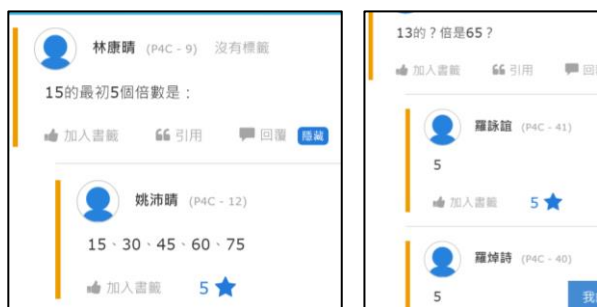 林康晴 (P4C - 9) 沒有標籤
15的最初5個倍數是：
加入書籤 引用 回覆 隱藏
姚沛晴 (P4C - 12)
15、30、45、60、75
加入書籤 5
13的？倍是65？
加入書籤 引用
羅詠誼 (P4C - 41)
5
加入書籤 5
羅焯詩 (P4C - 40)
5